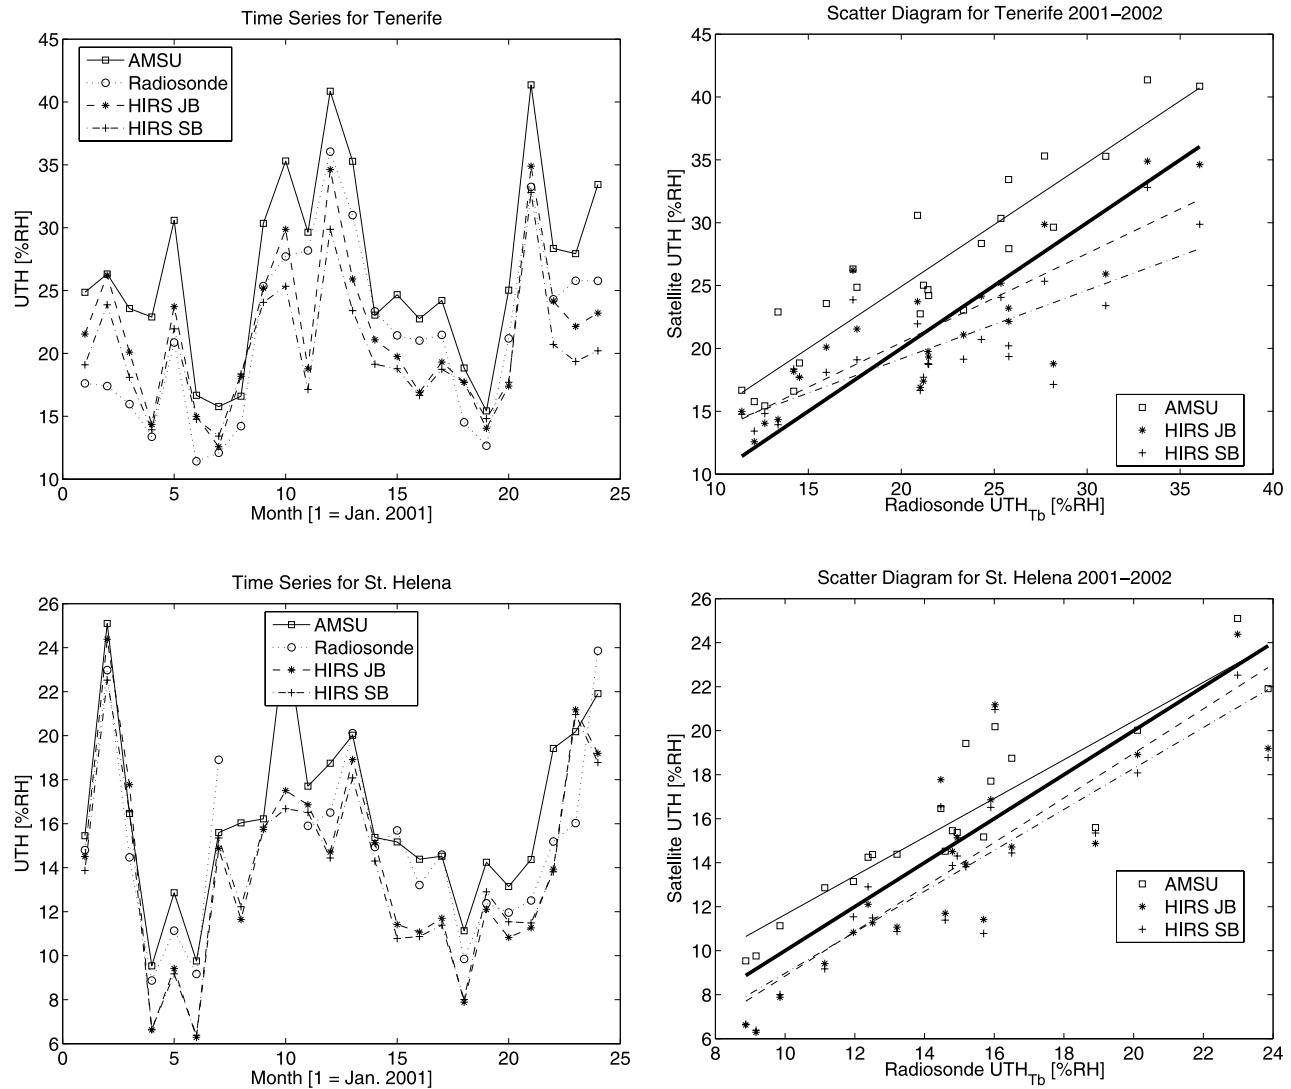 Time Series for Tenerife
45
40
35
30
25
20
15
10
UTH [%RH]
AMSU
Radiosonde
HIRS JB
HIRS SB
0 5 10 15 20 25
Month [1 = Jan. 2001]
Scatter Diagram for Tenerife 2001−2002
45
40
35
30
25
20
15
10
Satellite UTH [%RH]
AMSU
HIRS JB
HIRS SB
10 15 20 25 30 35 40
Radiosonde UTH_Tb [%RH]
Time Series for St. Helena
26
24
22
20
18
16
14
12
10
8
6
UTH [%RH]
AMSU
Radiosonde
HIRS JB
HIRS SB
0 5 10 15 20 25
Month [1 = Jan. 2001]
Scatter Diagram for St. Helena 2001−2002
26
24
22
20
18
16
14
12
10
8
6
Satellite UTH [%RH]
AMSU
HIRS JB
HIRS SB
8 10 12 14 16 18 20 22 24
Radiosonde UTH_Tb [%RH]